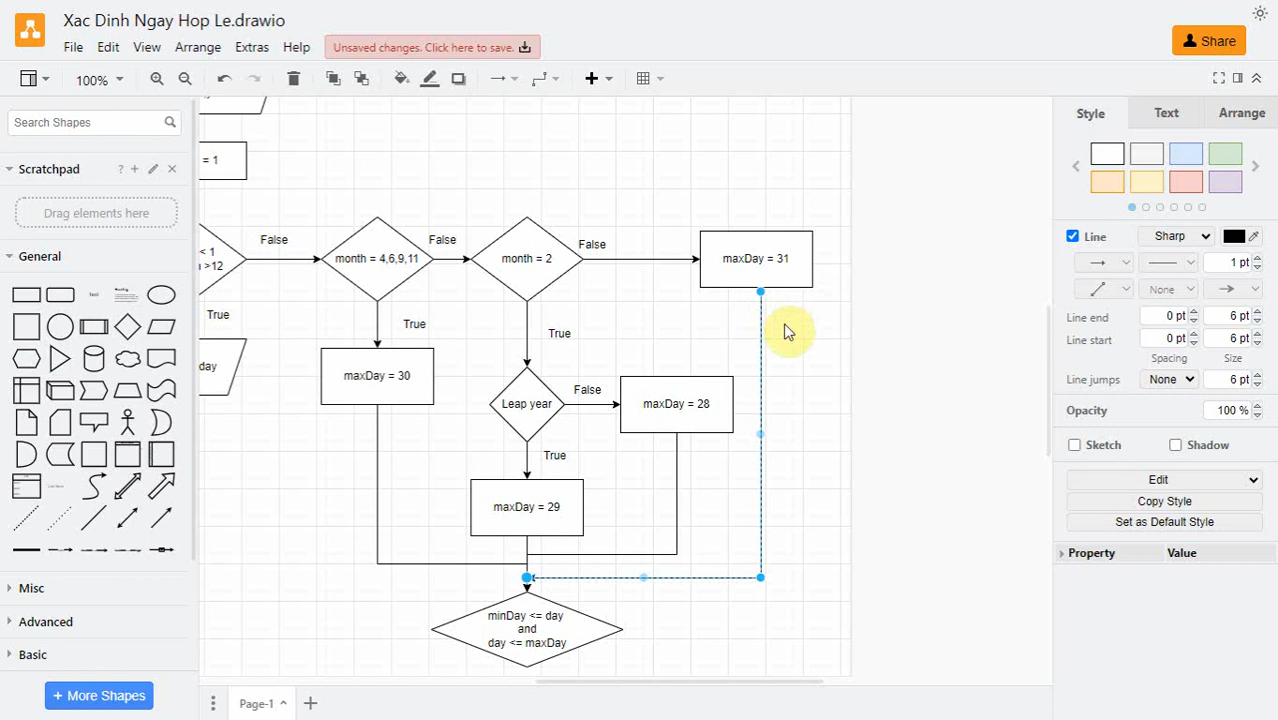 Xac Dinh Ngay Hop Le.drawio
File Edit View Arrange Extras Help
Unsaved changes. Click here to save.
Share
100%
Search Shapes
Scratchpad
?
Drag elements here
General
Text
Misc
Advanced
Basic
+ More Shapes
= 1
< 1
>12
False
month = 4,6,9,11
False
month = 2
False
maxDay = 31
True
True
True
day
maxDay = 30
Leap year
False
maxDay = 28
True
maxDay = 29
minDay <= day
and
day <= maxDay
Page-1
Style Text Arrange
Line Sharp
1 pt
None
Line end 0 pt 6 pt
Line start 0 pt 6 pt
Spacing Size
Line jumps None 6 pt
Opacity 100 %
Sketch Shadow
Edit
Copy Style
Set as Default Style
Property Value